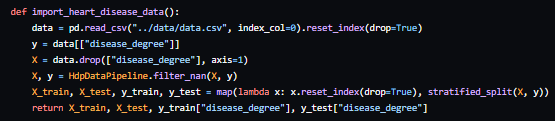 def import_heart_disease_data():
    data = pd.read_csv("../data/data.csv", index_col=0).reset_index(drop=True)
    y = data[["disease_degree"]]
    X = data.drop(["disease_degree"], axis=1)
    X, y = HdpDataPipeline.filter_nan(X, y)
    X_train, X_test, y_train, y_test = map(lambda x: x.reset_index(drop=True), stratified_split(X, y))
    return X_train, X_test, y_train["disease_degree"], y_test["disease_degree"]